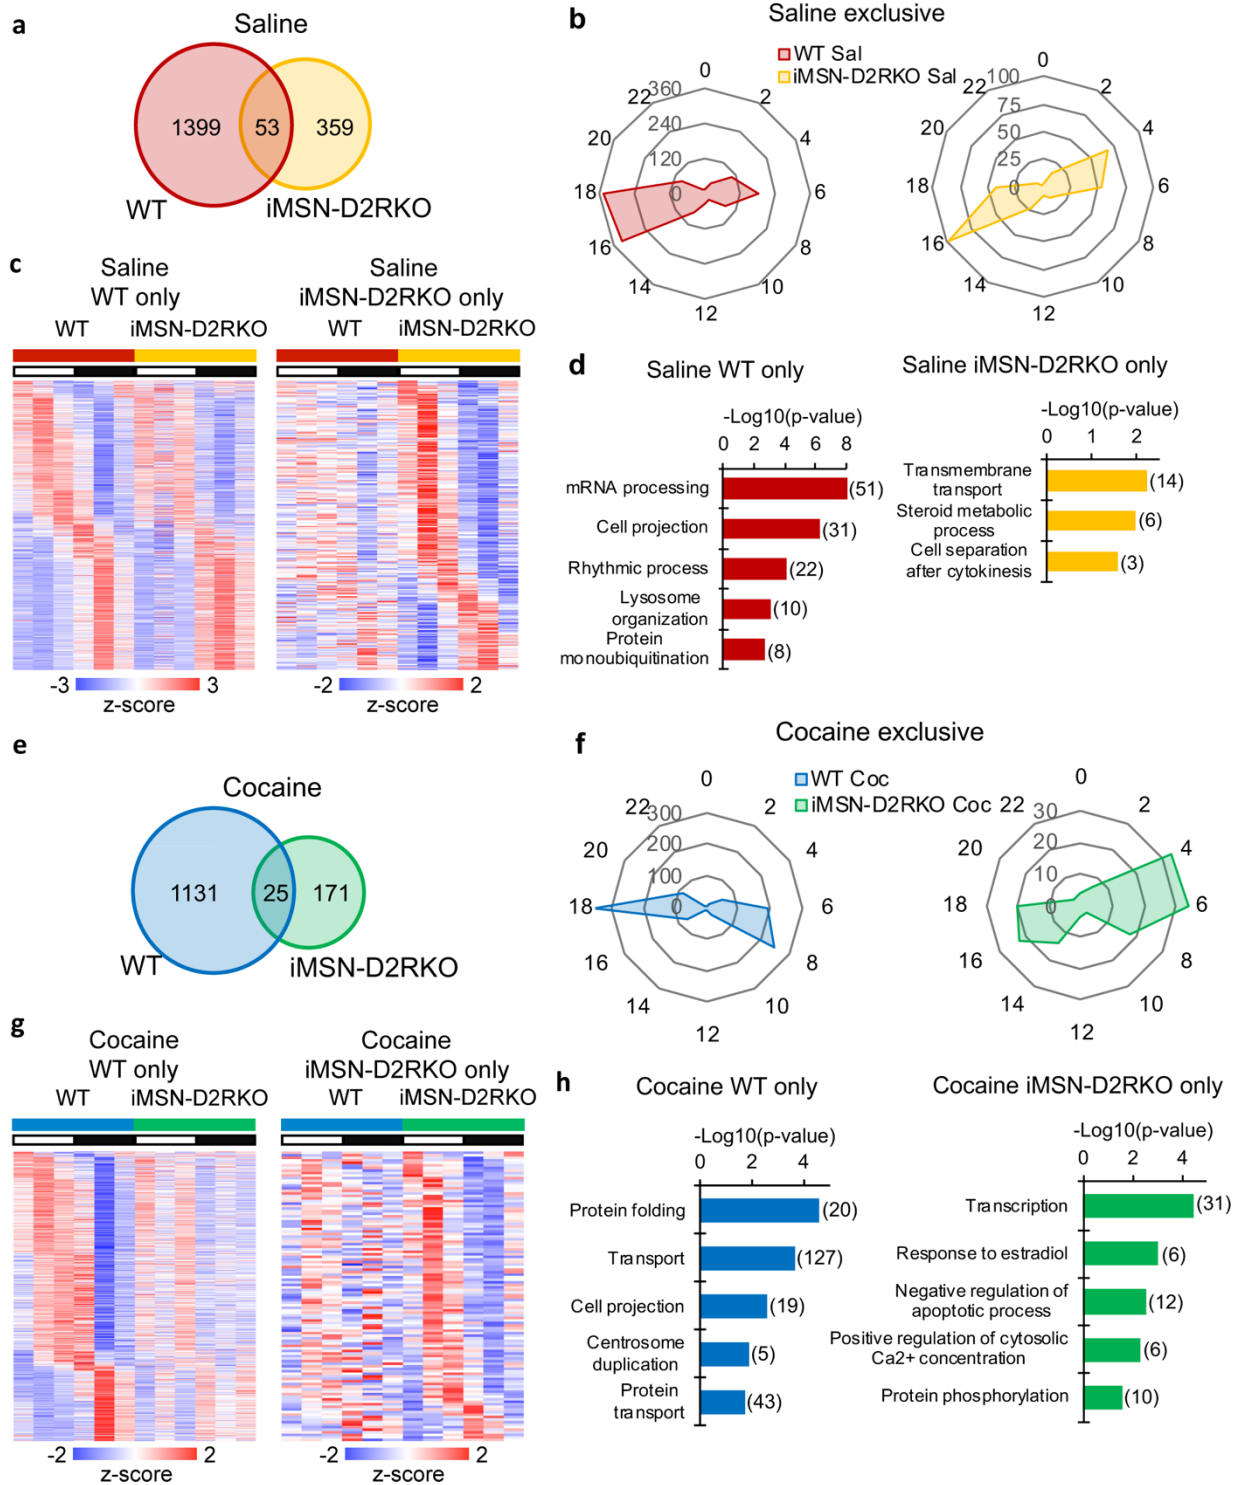 a
Saline
1399
53
359
WT
iMSN-D2RKO
b
Saline exclusive
WT Sal
iMSN-D2RKO Sal
0
2
4
6
8
10
12
14
16
18
20
22
360
240
120
0
0
2
4
6
8
10
12
14
16
18
20
22
100
75
50
25
0
c
Saline
WT only
WT
iMSN-D2RKO
-3
3
z-score
Saline
iMSN-D2RKO only
WT
iMSN-D2RKO
-2
2
z-score
d
Saline WT only
-Log10(p-value)
0 2 4 6 8
mRNA processing
(51)
Cell projection
(31)
Rhythmic process
(22)
Lysosome
organization
(10)
Protein
monoubiquitination
(8)
Saline iMSN-D2RKO only
-Log10(p-value)
0 1 2
Transmembrane
transport
(14)
Steroid metabolic
process
(6)
Cell separation
after cytokinesis
(3)
e
Cocaine
1131
25
171
WT
iMSN-D2RKO
f
Cocaine exclusive
WT Coc
iMSN-D2RKO Coc
0
2
4
6
8
10
12
14
16
18
20
22
300
200
100
0
0
2
4
6
8
10
12
14
16
18
20
22
30
20
10
0
g
Cocaine
WT only
WT
iMSN-D2RKO
-2
2
z-score
Cocaine
iMSN-D2RKO only
WT
iMSN-D2RKO
-2
2
z-score
h
Cocaine WT only
-Log10(p-value)
0 2 4
Protein folding
(20)
Transport
(127)
Cell projection
(19)
Centrosome
duplication
(5)
Protein
transport
(43)
Cocaine iMSN-D2RKO only
-Log10(p-value)
0 2 4
Transcription
(31)
Response to estradiol
(6)
Negative regulation of
apoptotic process
(12)
Positive regulation of cytosolic
Ca2+ concentration
(6)
Protein phosphorylation
(10)